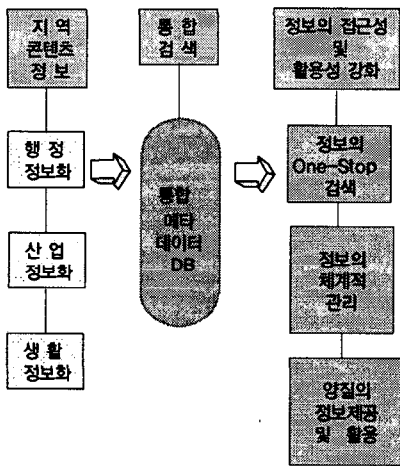 지 역
콘텐츠
정 보
행 정
정보화
산 업
정보화
생 활
정보화
통 합
검 색
통합
메타
데이터
DB
정보의 접근성
및
활용성 강화
정보의
One-Stop
검색
정보의
체계적
관리
양질의
정보제공
및 활용